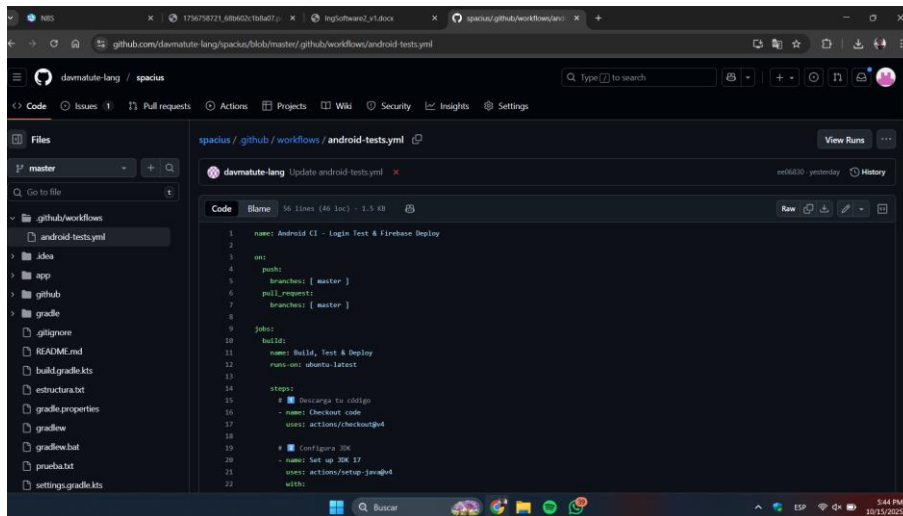 NBS
1756758721_68b602c1b8a07.p
IngSoftware2_v1.docx
spacius/.github/workflows/andr
github.com/davmatute-lang/spacius/blob/master/.github/workflows/android-tests.yml
davmatute-lang / spacius
Type / to search
Code
Issues 1
Pull requests
Actions
Projects
Wiki
Security
Insights
Settings
Files
spacius / .github / workflows / android-tests.yml
View Runs
master
davmatute-lang Update android-tests.yml
ee06830 · yesterday
History
Go to file
t
Code
Blame
56 lines (46 loc) · 1.5 KB
Raw
.github/workflows
android-tests.yml
.idea
app
github
gradle
.gitignore
README.md
build.gradle.kts
estructura.txt
gradle.properties
gradlew
gradlew.bat
prueba.txt
settings.gradle.kts
1 name: Android CI - Login Test & Firebase Deploy
2
3 on:
4 push:
5 branches: [ master ]
6 pull_request:
7 branches: [ master ]
8
9 jobs:
10 build:
11 name: Build, Test & Deploy
12 runs-on: ubuntu-latest
13
14 steps:
15 # 1️⃣ Descarga tu código
16 - name: Checkout code
17 uses: actions/checkout@v4
18
19 # 2️⃣ Configura JDK
20 - name: Set up JDK 17
21 uses: actions/setup-java@v4
22 with:
Buscar
ESP
5:44 PM
10/15/2025